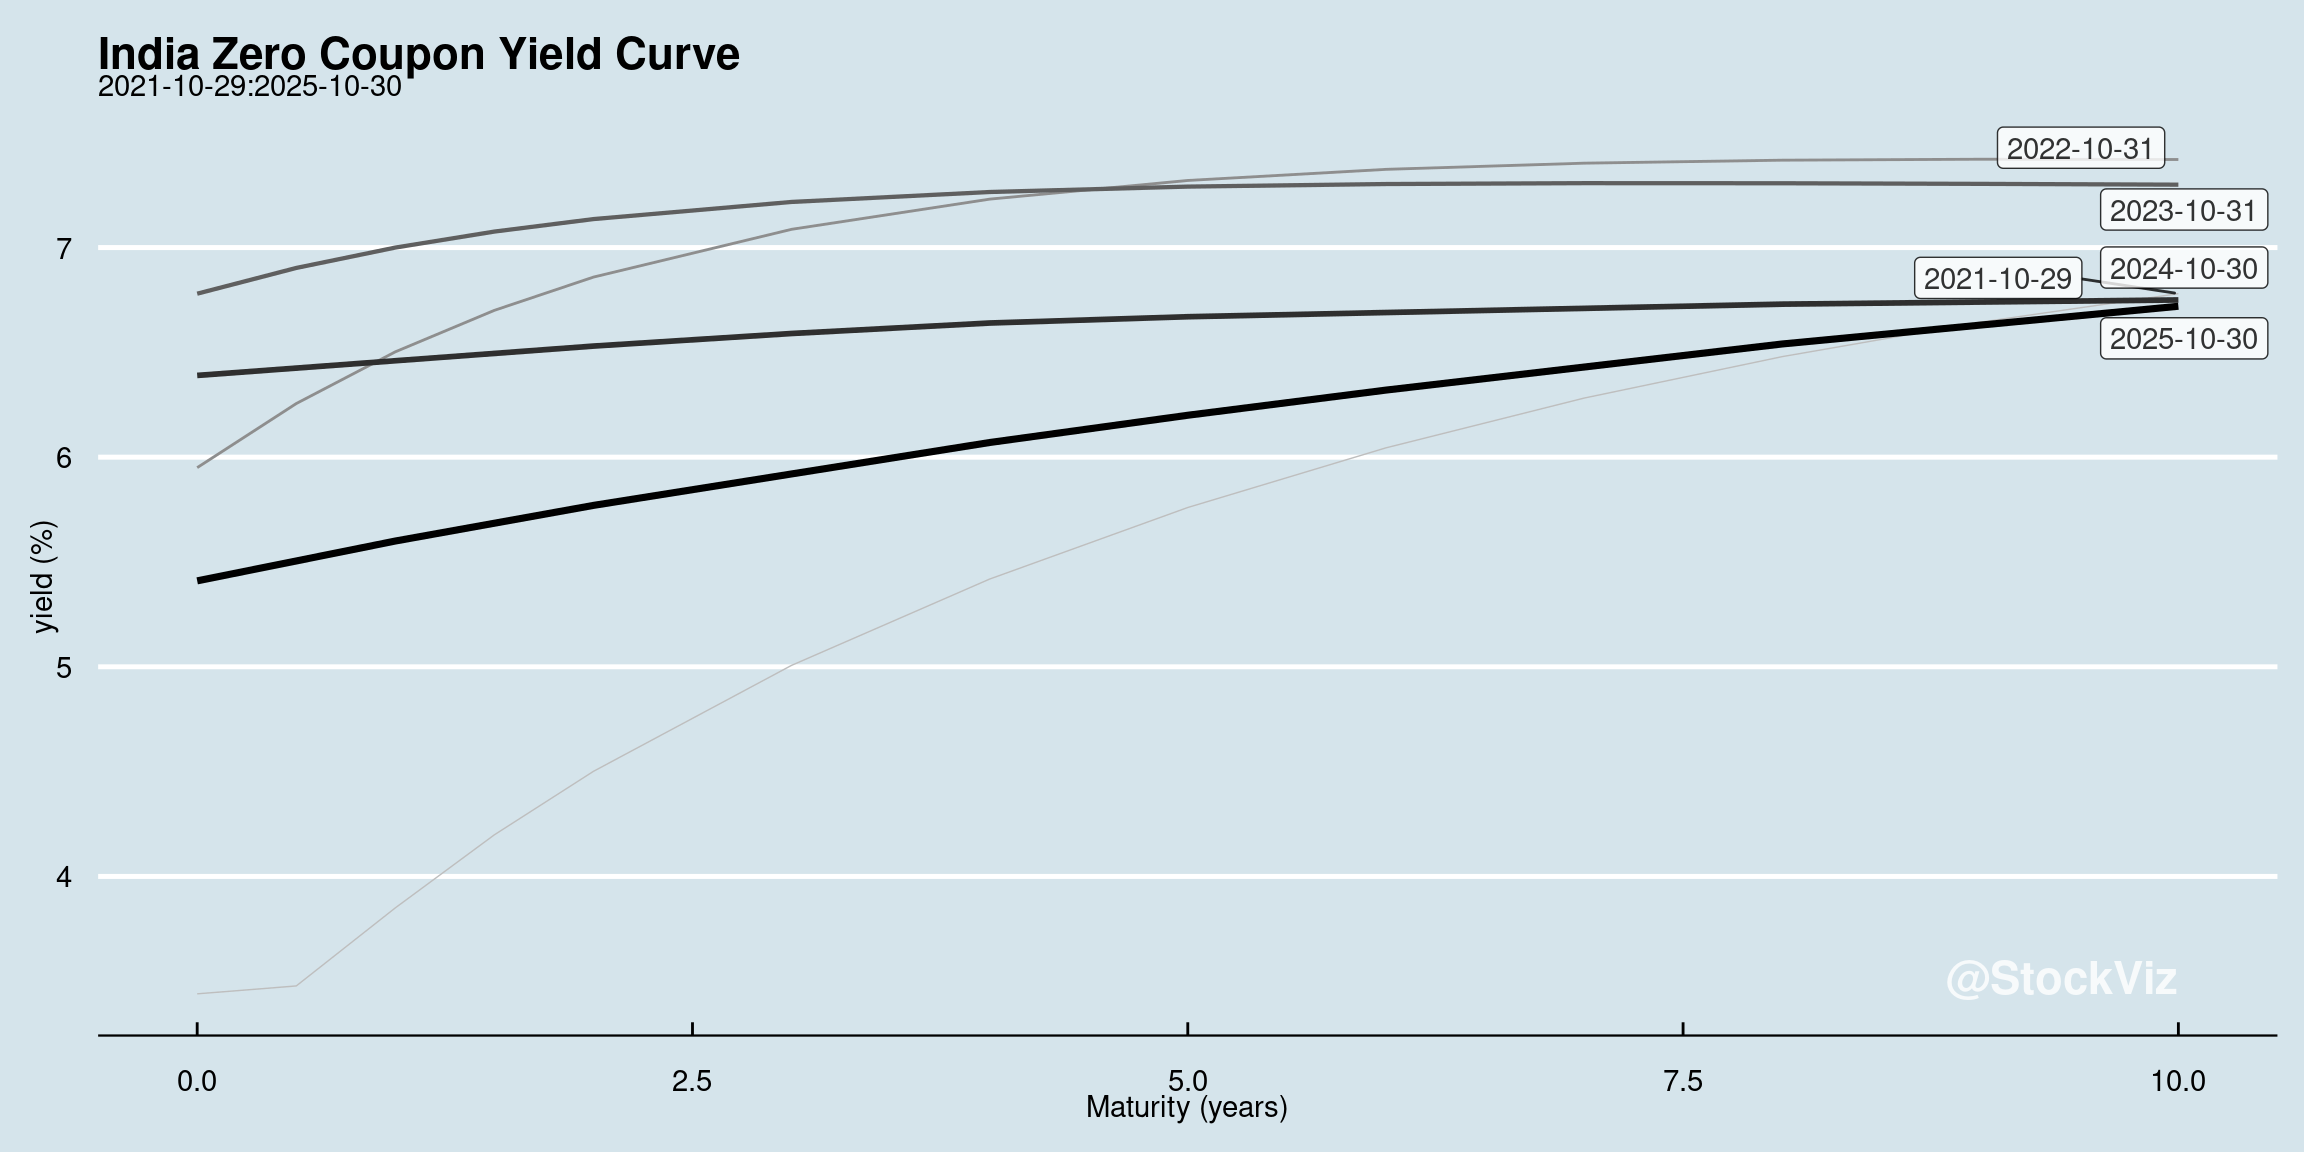 India Zero Coupon Yield Curve
2021-10-29:2025-10-30
2022-10-31
2023-10-31
2024-10-30
2021-10-29
2025-10-30
7
6
5
4
yield (%)
@StockViz
0.0 2.5 5.0 7.5 10.0
Maturity (years)